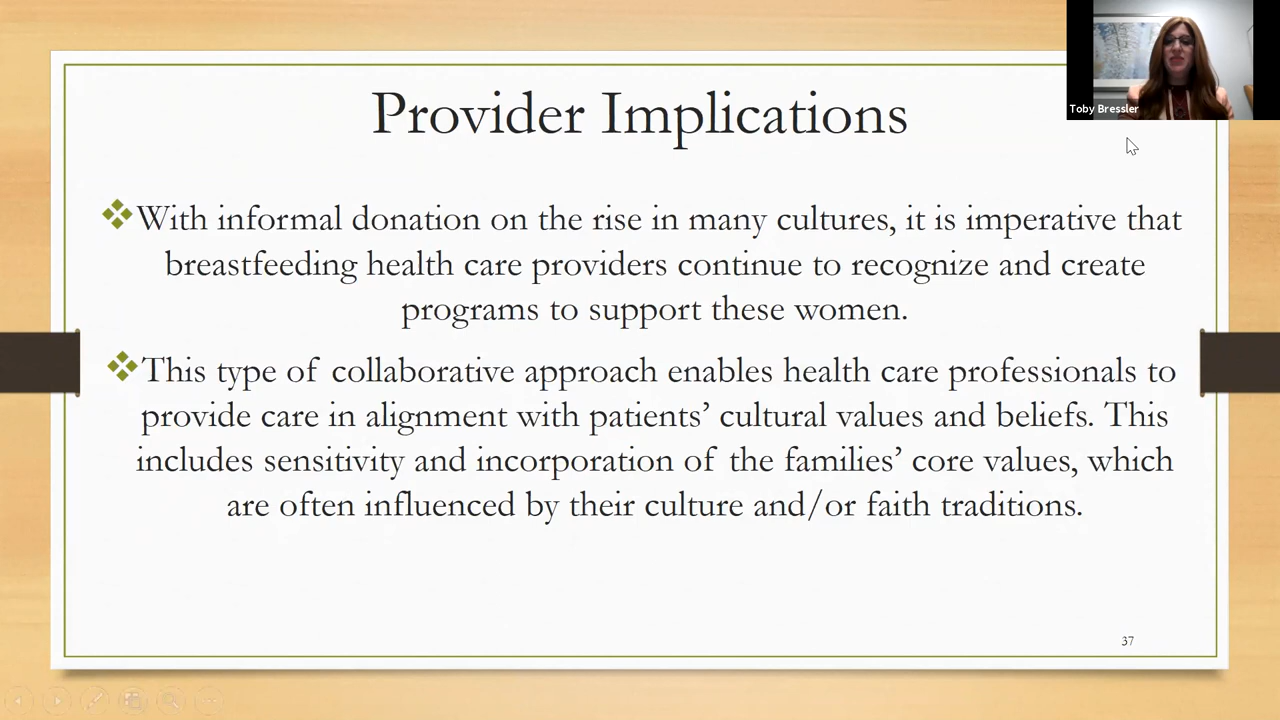 Toby Bressler
Provider Implications
With informal donation on the rise in many cultures, it is imperative that
breastfeeding health care providers continue to recognize and create
programs to support these women.
This type of collaborative approach enables health care professionals to
provide care in alignment with patients’ cultural values and beliefs. This
includes sensitivity and incorporation of the families’ core values, which
are often influenced by their culture and/or faith traditions.
37